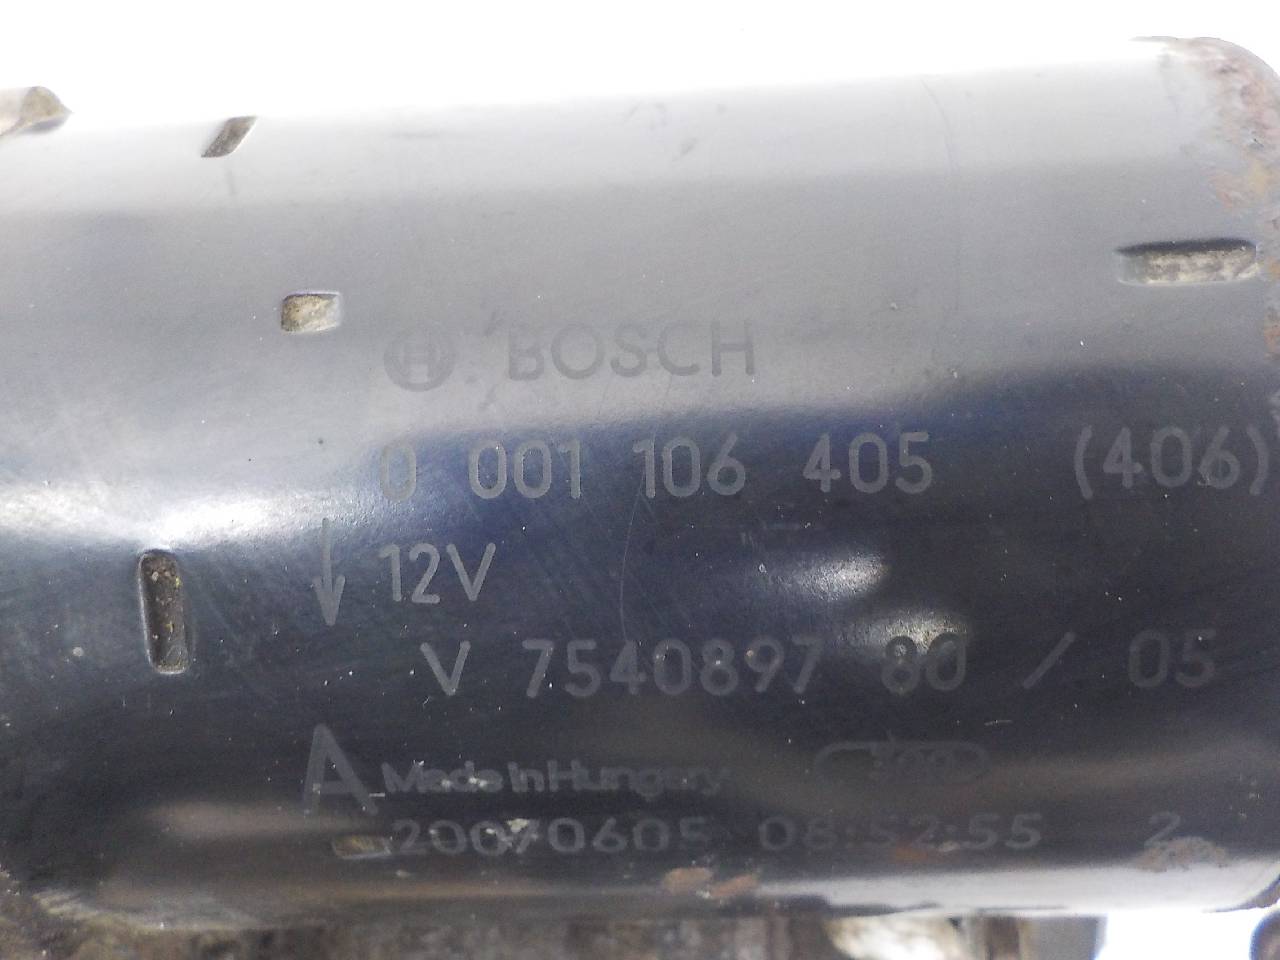 BOSCH
0 001 106 405 (406)
12V
V 7540897 80 / 05
A Made in Hungary
20070605 08:52:55 2